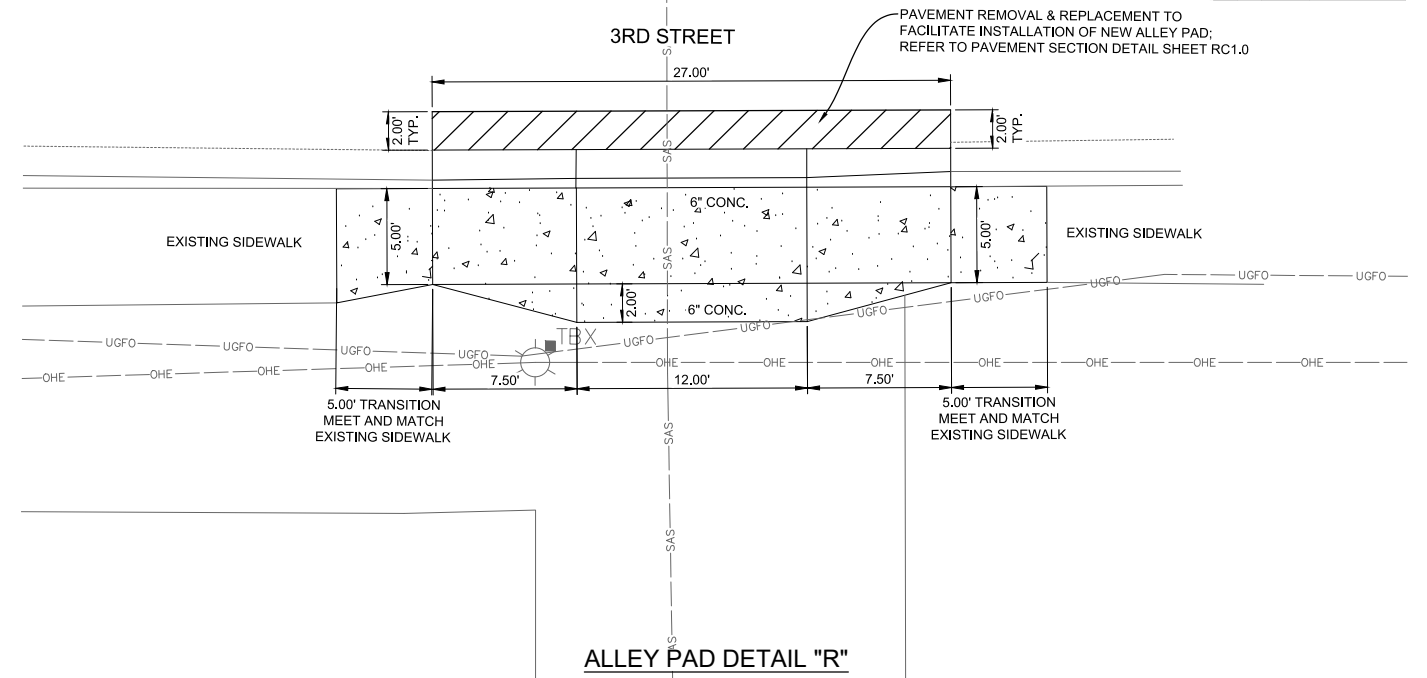 PAVEMENT REMOVAL & REPLACEMENT TO
FACILITATE INSTALLATION OF NEW ALLEY PAD;
REFER TO PAVEMENT SECTION DETAIL SHEET RC1.0
3RD STREET
S
27.00'
2.00'
TYP.
2.00'
TYP.
SAS
6" CONC.
EXISTING SIDEWALK
5.00'
5.00'
EXISTING SIDEWALK
SAS
UGFO
UGFO
UGFO
2.00'
6" CONC.
UGFO
UGFO
TBX
UGFO
UGFO
UGFO
UGFO
UGFO
OHE
OHE
OHE
OHE
OHE
OHE
OHE
OHE
OHE
OHE
OHE
7.50'
12.00'
7.50'
5.00' TRANSITION
MEET AND MATCH
EXISTING SIDEWALK
5.00' TRANSITION
MEET AND MATCH
EXISTING SIDEWALK
SAS
SAS
AS
ALLEY PAD DETAIL "R"